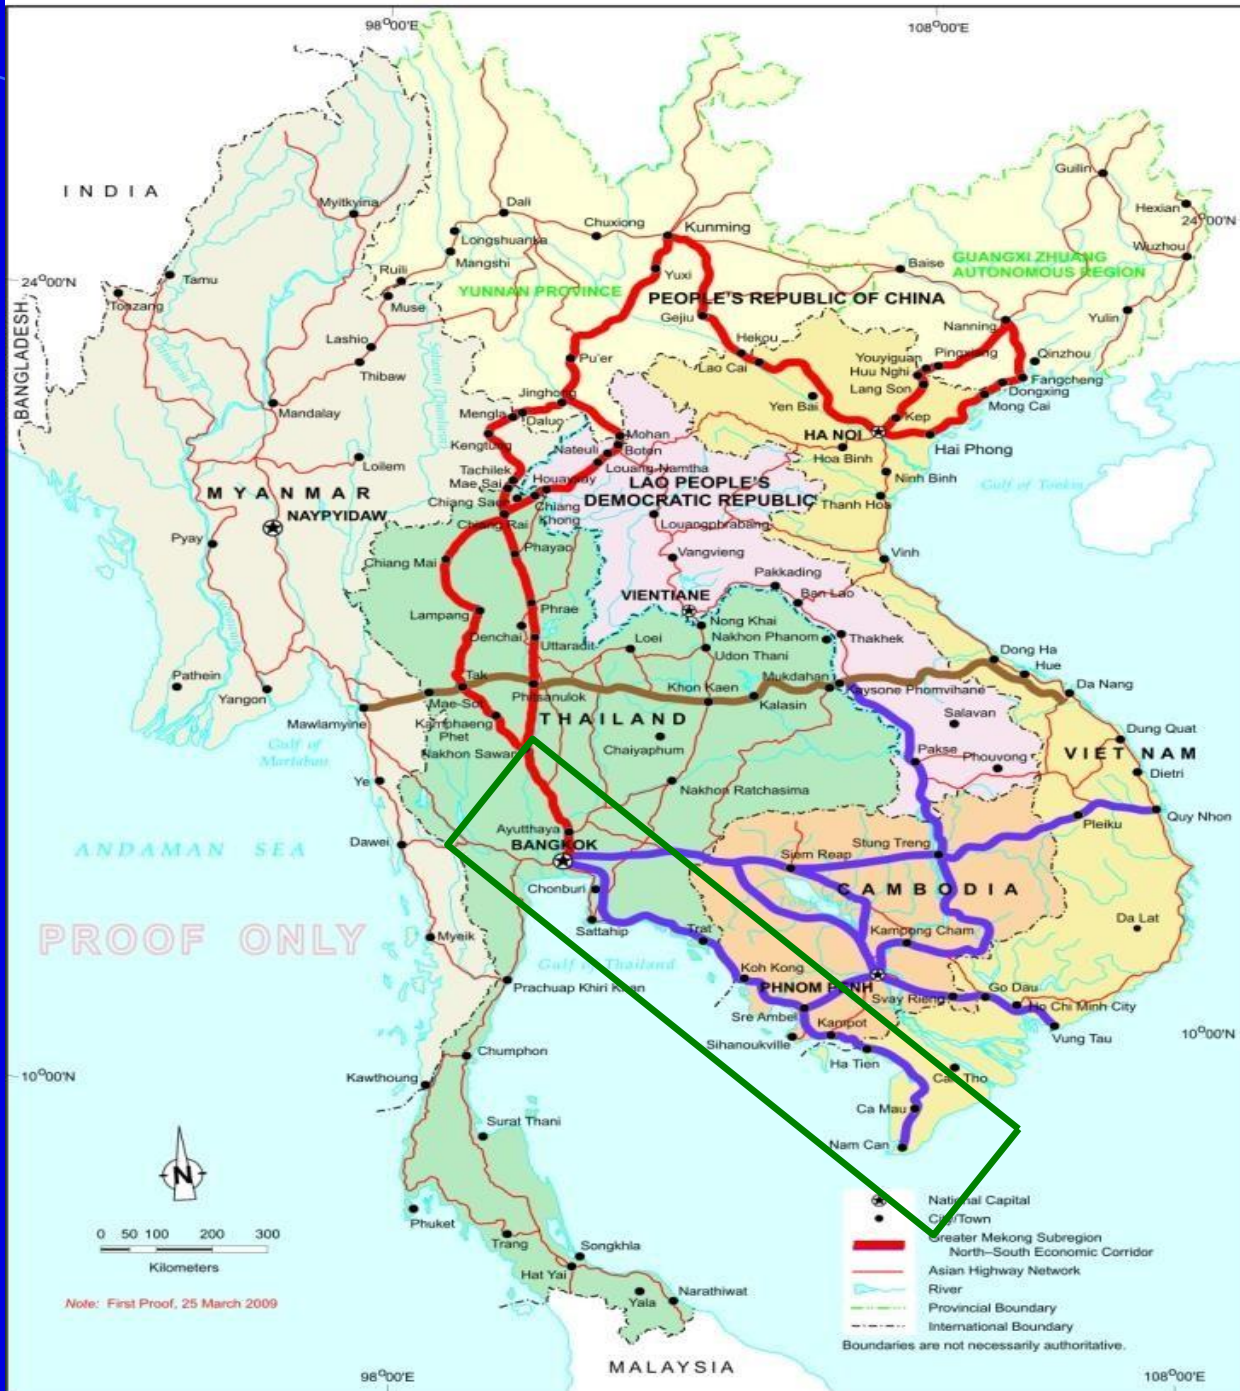 98°00'E
108°00'E
INDIA
Guilin
Myitkyina
Dali
Hexian
Chuxiong
Kunming
24°00'N
Longshuanka
Mangshi
Wuzhou
GUANGXI ZHUANG
AUTONOMOUS REGION
Baise
Tamu
Ruili
Yuxi
24°00'N
YUNNAN PROVINCE
PEOPLE'S REPUBLIC OF CHINA
Tonzang
Muse
Gejiu
Nanning
Yulin
BANGLADESH
Lashio
Hekou
Youyiguan
Pingxiang
Qinzhou
Pu'er
Lao Cai
Huu Nghi
Thibaw
Lang Son
Fangcheng
Dongxing
Jinghong
Yen Bai
Mong Cai
Mandalay
Mengla
Daluo
Kep
Kengtung
Mohan
HA NOI
Nateuli
Boten
Hoa Binh
Hai Phong
Loilem
Tachilek
Louang Namtha
Mae Sai
Houayxay
LAO PEOPLE'S
DEMOCRATIC REPUBLIC
Ninh Binh
Gulf of Tonkin
MYANMAR
Chiang Saen
Chiang
Khong
Thanh Hoa
NAYPYIDAW
Chiang Rai
Louangphrabang
Pyay
Phayao
Chiang Mai
Vangvieng
Vinh
Pakkading
VIENTIANE
Ban Lao
Lampang
Phrae
Nong Khai
Denchai
Uttaradit
Loei
Nakhon Phanom
Thakhek
Udon Thani
Dong Ha
Hue
Pathein
Yangon
Tak
Mukdahan
Phitsanulok
Khon Kaen
Kaysone Phomvihane
Da Nang
Mae-Sot
Kalasin
Mawlamyine
Kamphaeng
Phet
THAILAND
Salavan
Dung Quat
Gulf of
Martaban
Nakhon Sawan
Chaiyaphum
Pakse
Phouvong
VIET NAM
Ye
Dietri
Nakhon Ratchasima
Quy Nhon
Ayutthaya
Pleiku
ANDAMAN SEA
Dawei
BANGKOK
Siem Reap
Stung Treng
Chonburi
CAMBODIA
PROOF ONLY
Sattahip
Trat
Kampong Cham
Da Lat
Myeik
Gulf of Thailand
Koh Kong
Prachuap Khiri Khan
PHNOM PENH
Svay Rieng
Go Dau
Ho Chi Minh City
Sre Ambel
Kampot
Vung Tau
10°00'N
Sihanoukville
Ha Tien
Chumphon
10°00'N
Kawthoung
Can Tho
Ca Mau
Surat Thani
Nam Can
N
National Capital
City/Town
Phuket
Greater Mekong Subregion
North–South Economic Corridor
0 50 100 200 300
Kilometers
Trang
Songkhla
Hat Yai
Asian Highway Network
River
Note: First Proof, 25 March 2009
Yala
Narathiwat
Provincial Boundary
International Boundary
Boundaries are not necessarily authoritative.
MALAYSIA
98°00'E
108°00'E